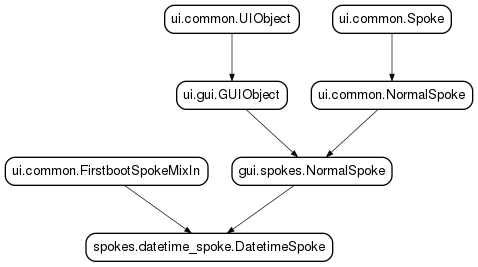 ui.common.UIObject
ui.common.Spoke
ui.gui.GUIObject
ui.common.NormalSpoke
ui.common.FirstbootSpokeMixIn
gui.spokes.NormalSpoke
spokes.datetime_spoke.DatetimeSpoke